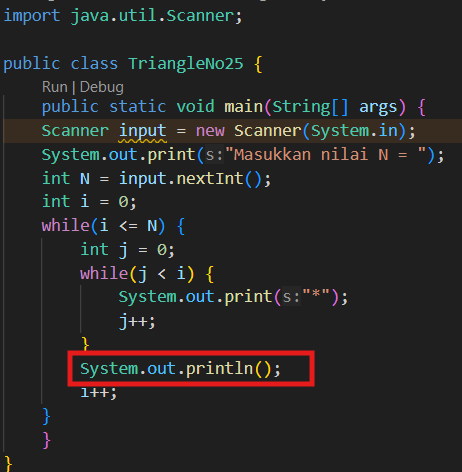 import java.util.Scanner;
public class TriangleNo25 {
Run | Debug
public static void main(String[] args) {
Scanner input = new Scanner(System.in);
System.out.print(s:"Masukkan nilai N = ");
int N = input.nextInt();
int i = 0;
while(i <= N) {
int j = 0;
while(j < i) {
System.out.print(s:"*");
j++;
}
System.out.println();
i++;
}
}
}